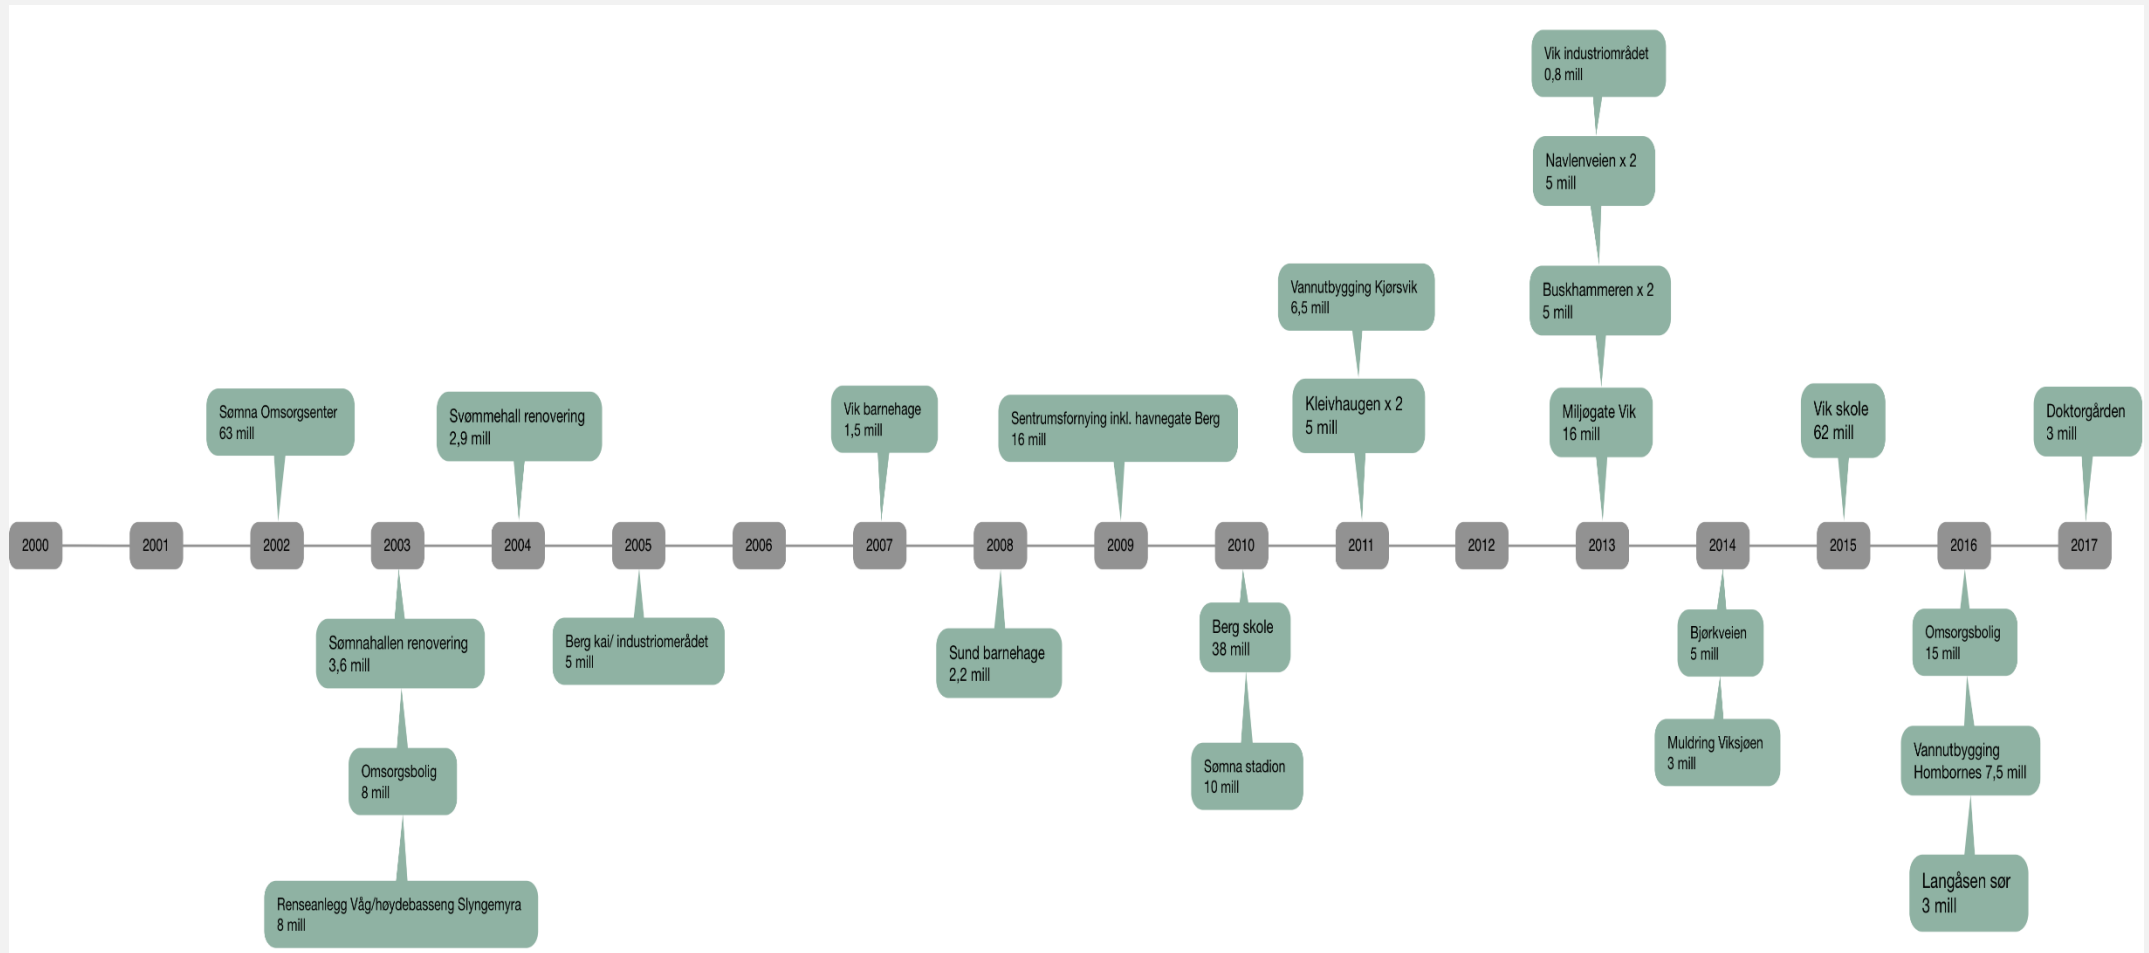 Vik industriområdet
0,8 mill
Navlenveien x 2
5 mill
Buskhammeren x 2
5 mill
Vannutbygging Kjørsvik
6,5 mill
Kleivhaugen x 2
5 mill
Sømna Omsorgsenter
63 mill
Svømmehall renovering
2,9 mill
Vik barnehage
1,5 mill
Sentrumsfornying inkl. havnegate Berg
16 mill
Miljøgate Vik
16 mill
Vik skole
62 mill
Doktorgården
3 mill
2000
2001
2002
2003
2004
2005
2006
2007
2008
2009
2010
2011
2012
2013
2014
2015
2016
2017
Sømnahallen renovering
3,6 mill
Omsorgsbolig
8 mill
Renseanlegg Våg/høydebasseng Slyngemyra
8 mill
Berg kai/ industriomerådet
5 mill
Sund barnehage
2,2 mill
Berg skole
38 mill
Sømna stadion
10 mill
Bjørkveien
5 mill
Muldring Viksjøen
3 mill
Omsorgsbolig
15 mill
Vannutbygging
Hombornes 7,5 mill
Langåsen sør
3 mill